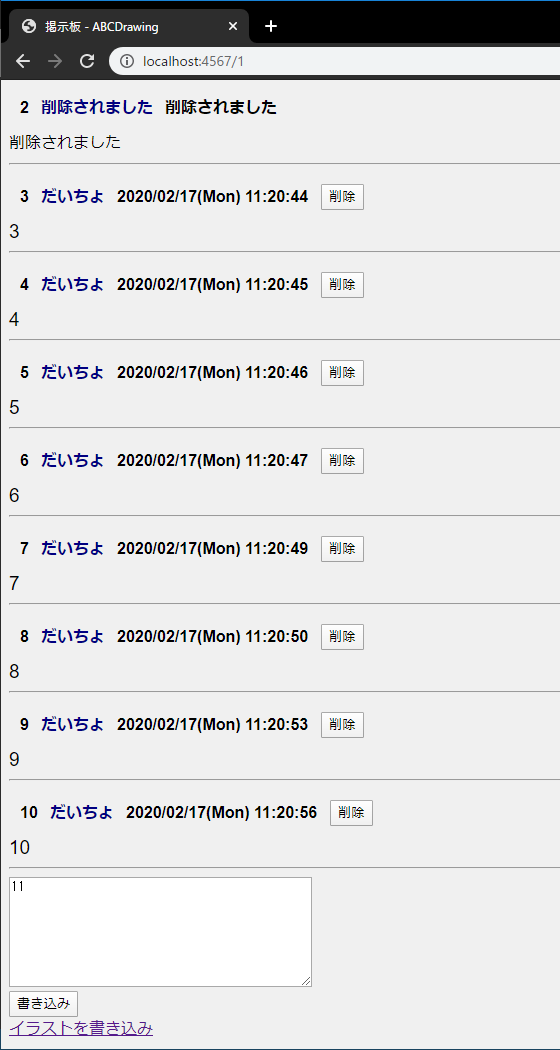 掲示板 - ABCDrawing
localhost:4567/1
2 削除されました 削除されました
削除されました
3 だいちょ 2020/02/17(Mon) 11:20:44 削除
3
4 だいちょ 2020/02/17(Mon) 11:20:45 削除
4
5 だいちょ 2020/02/17(Mon) 11:20:46 削除
5
6 だいちょ 2020/02/17(Mon) 11:20:47 削除
6
7 だいちょ 2020/02/17(Mon) 11:20:49 削除
7
8 だいちょ 2020/02/17(Mon) 11:20:50 削除
8
9 だいちょ 2020/02/17(Mon) 11:20:53 削除
9
10 だいちょ 2020/02/17(Mon) 11:20:56 削除
10
11
書き込み
イラストを書き込み